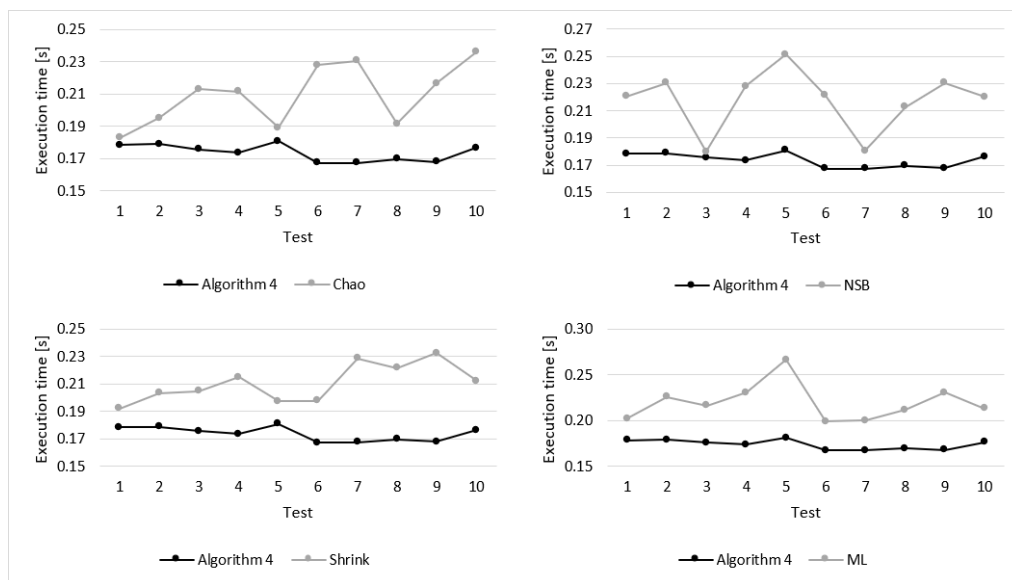 0.25
0.23
0.21
0.19
0.17
0.15
Execution time [s]
1 2 3 4 5 6 7 8 9 10
Test
Algorithm 4 Chao
0.27
0.25
0.23
0.21
0.19
0.17
0.15
Execution time [s]
1 2 3 4 5 6 7 8 9 10
Test
Algorithm 4 NSB
0.25
0.23
0.21
0.19
0.17
0.15
Execution time [s]
1 2 3 4 5 6 7 8 9 10
Test
Algorithm 4 Shrink
0.30
0.25
0.20
0.15
Execution time [s]
1 2 3 4 5 6 7 8 9 10
Test
Algorithm 4 ML